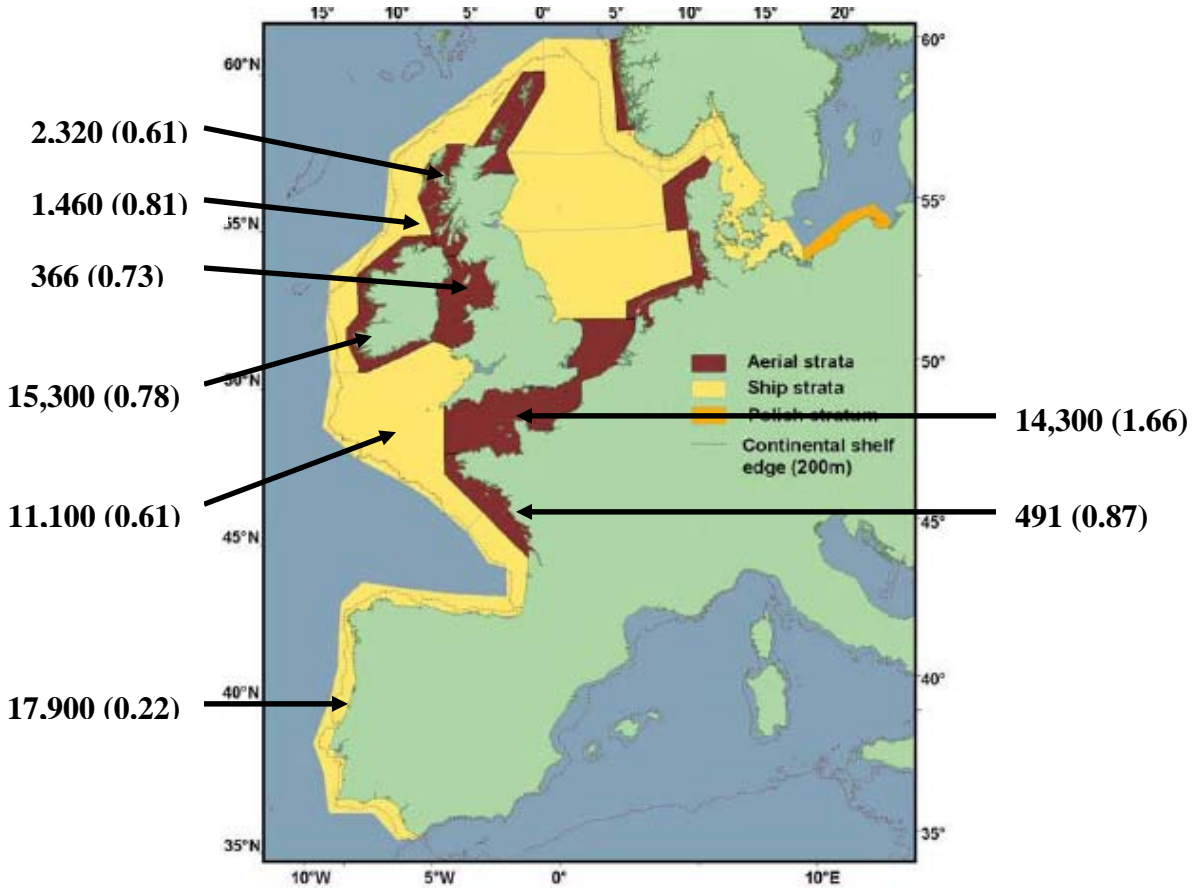 15° 10° 5° 0° 5° 10° 15° 20°
60°N
60°
2,320 (0.61)
1,460 (0.81)
55°N
55°
366 (0.73)
15,300 (0.78)
50°N
50°
Aerial strata
Ship strata
Polish stratum
Continental shelf
edge (200m)
14,300 (1.66)
11,100 (0.61)
491 (0.87)
45°N
45°
17,900 (0.22)
40°N
40°
35°N
35°
10°W 5°W 0° 10°E